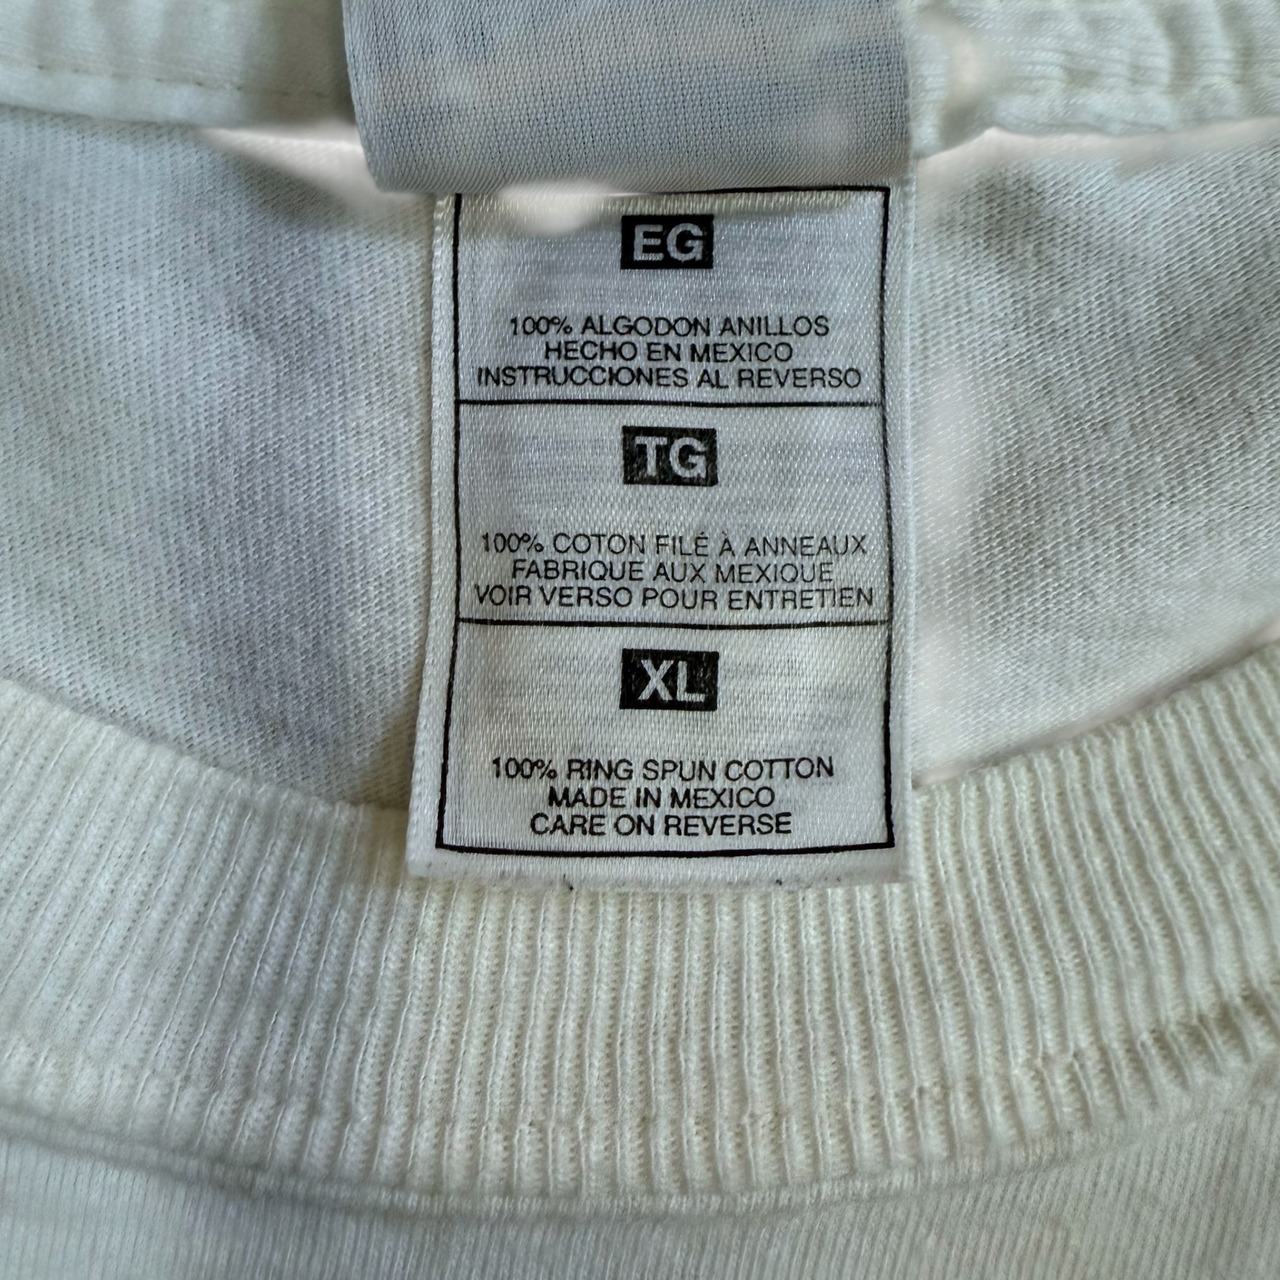 EG
100% ALGODON ANILLOS
HECHO EN MEXICO
INSTRUCCIONES AL REVERSO
TG
100% COTON FILÉ À ANNEAUX
FABRIQUE AUX MEXIQUE
VOIR VERSO POUR ENTRETIEN
XL
100% RING SPUN COTTON
MADE IN MEXICO
CARE ON REVERSE